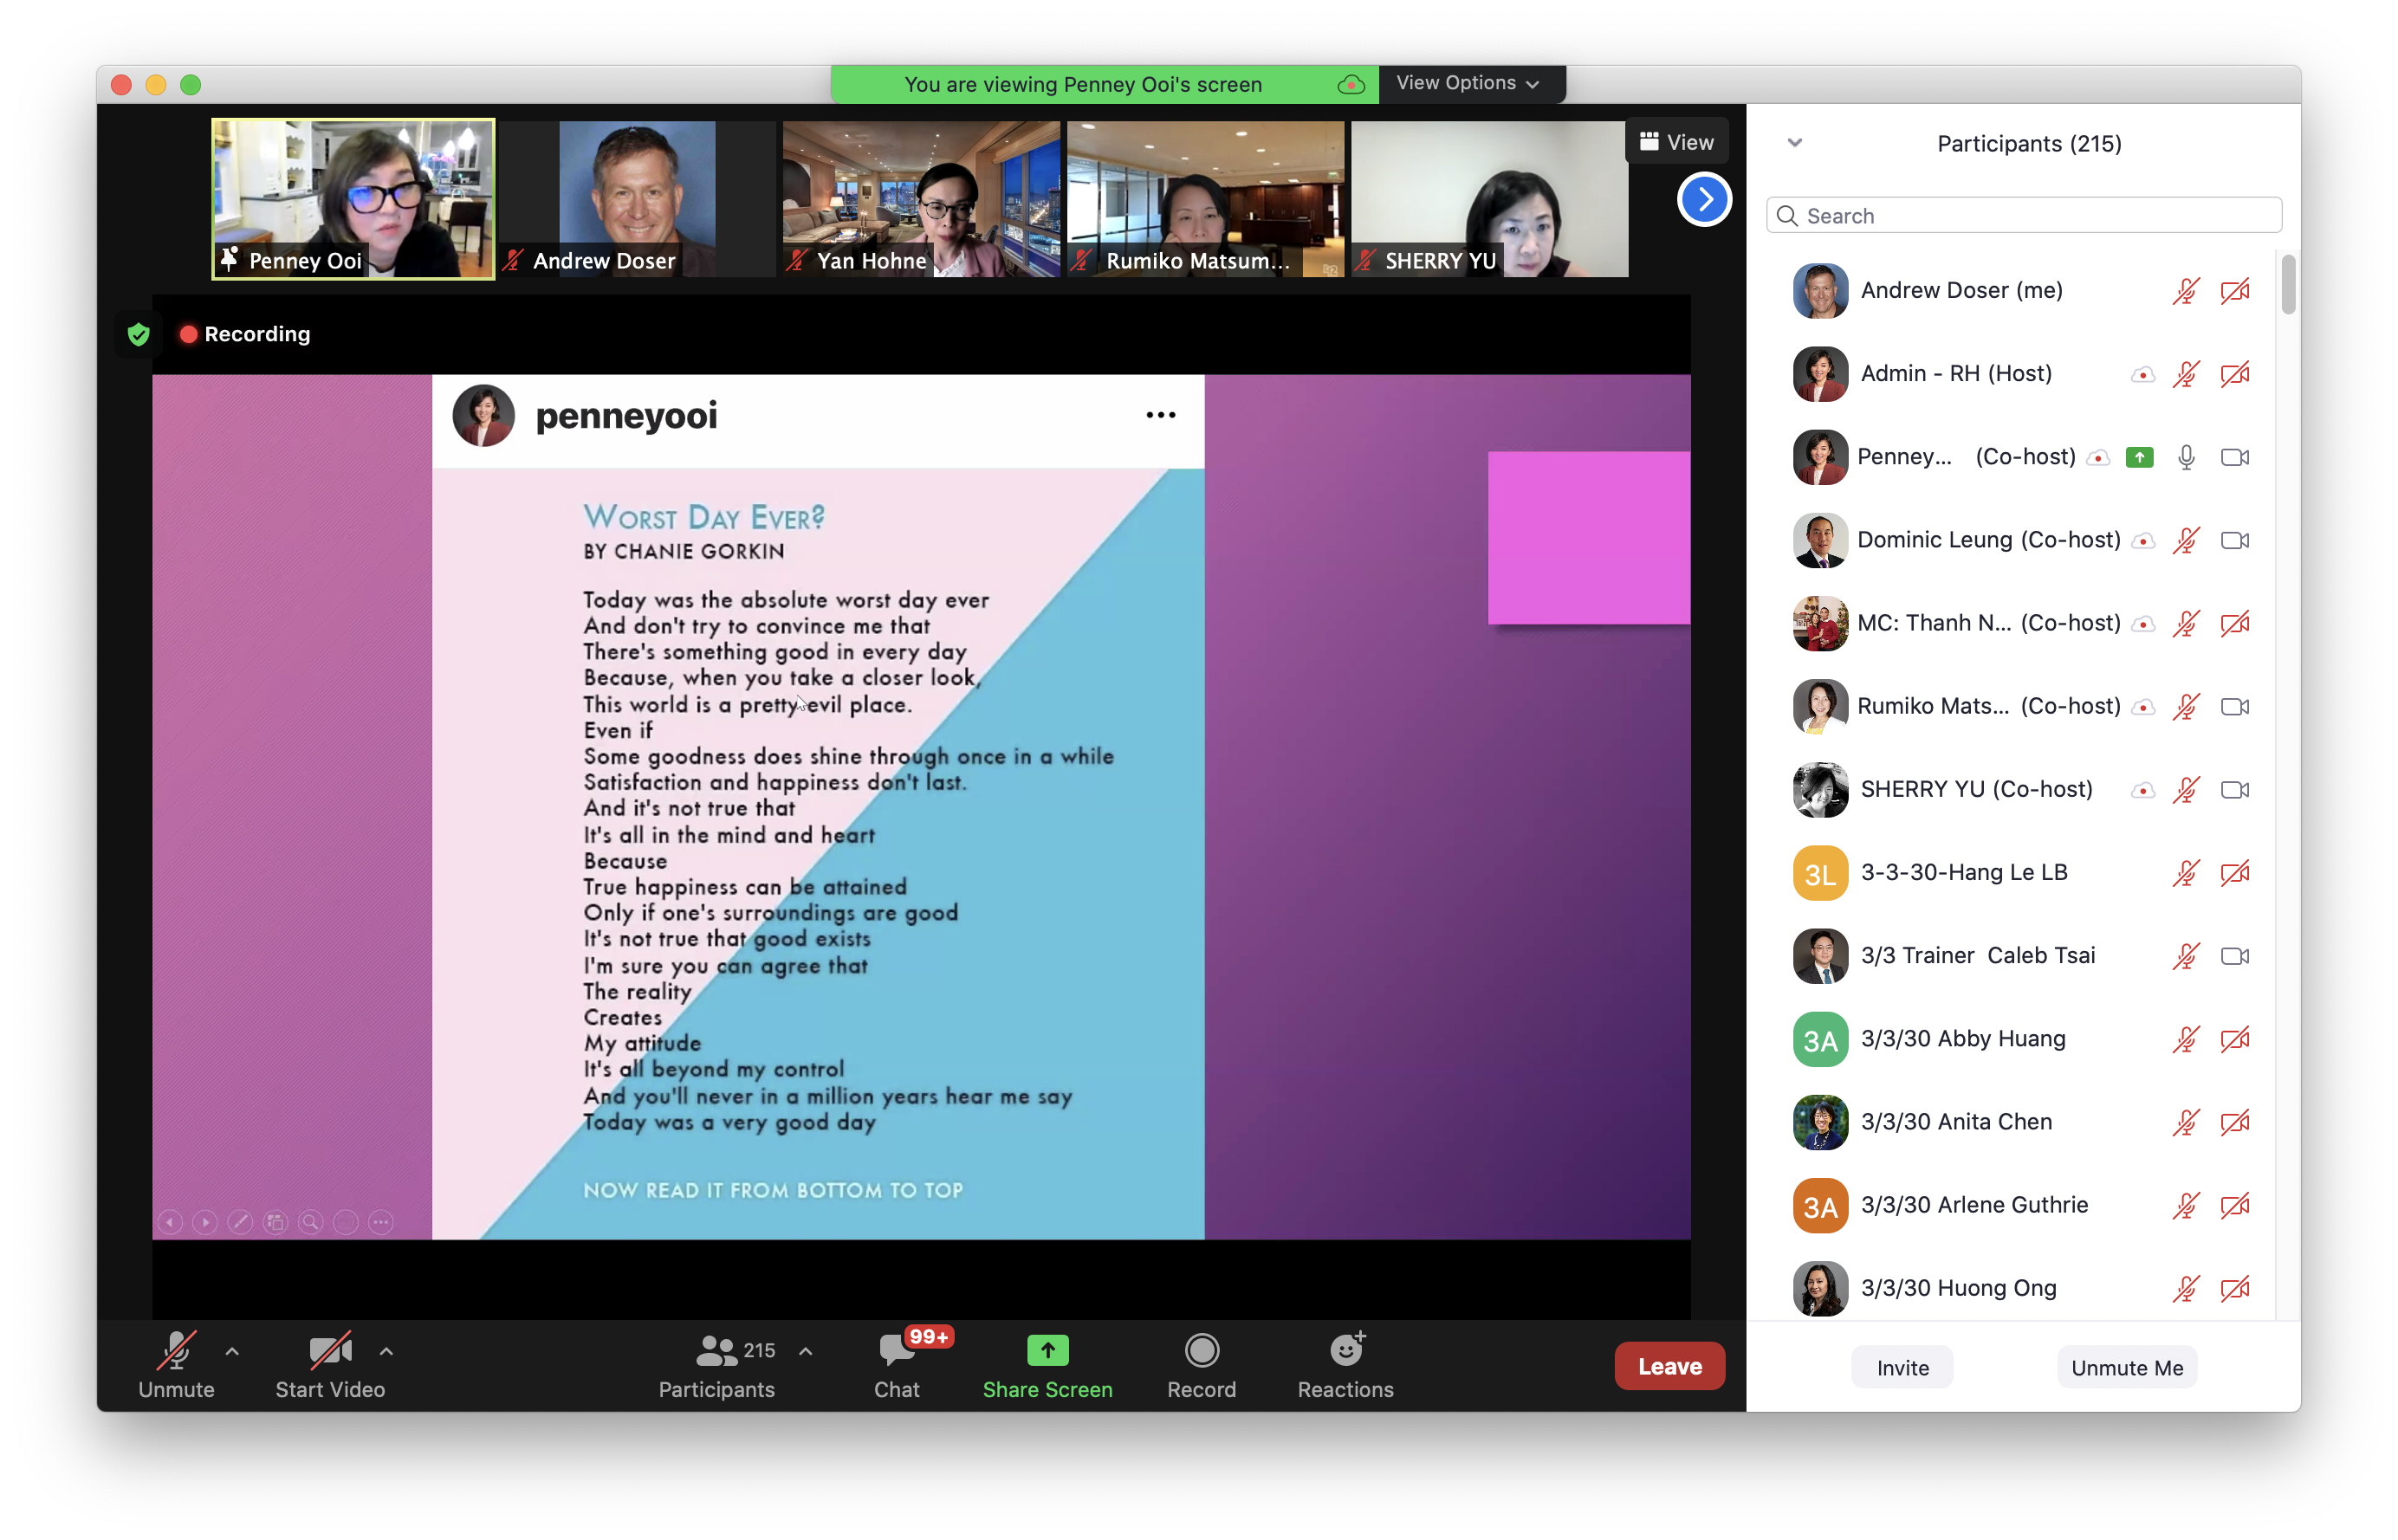 You are viewing Penney Ooi's screen
View Options
Penney Ooi
Andrew Doser
Yan Hohne
Rumiko Matsum...
SHERRY YU
View
Recording
penneyooi
WORST DAY EVER?
BY CHANIE GORKIN
Today was the absolute worst day ever
And don't try to convince me that
There's something good in every day
Because, when you take a closer look,
This world is a pretty evil place.
Even if
Some goodness does shine through once in a while
Satisfaction and happiness don't last.
And it's not true that
It's all in the mind and heart
Because
True happiness can be attained
Only if one's surroundings are good
It's not true that good exists
I'm sure you can agree that
The reality
Creates
My attitude
It's all beyond my control
And you'll never in a million years hear me say
Today was a very good day
NOW READ IT FROM BOTTOM TO TOP
Unmute
Start Video
215
Participants
99+
Chat
Share Screen
Record
Reactions
Leave
Participants (215)
Search
Andrew Doser (me)
Admin - RH (Host)
Penney... (Co-host)
Dominic Leung (Co-host)
MC: Thanh N... (Co-host)
Rumiko Mats... (Co-host)
SHERRY YU (Co-host)
3L 3-3-30-Hang Le LB
3/3 Trainer Caleb Tsai
3A 3/3/30 Abby Huang
3/3/30 Anita Chen
3A 3/3/30 Arlene Guthrie
3/3/30 Huong Ong
Invite
Unmute Me